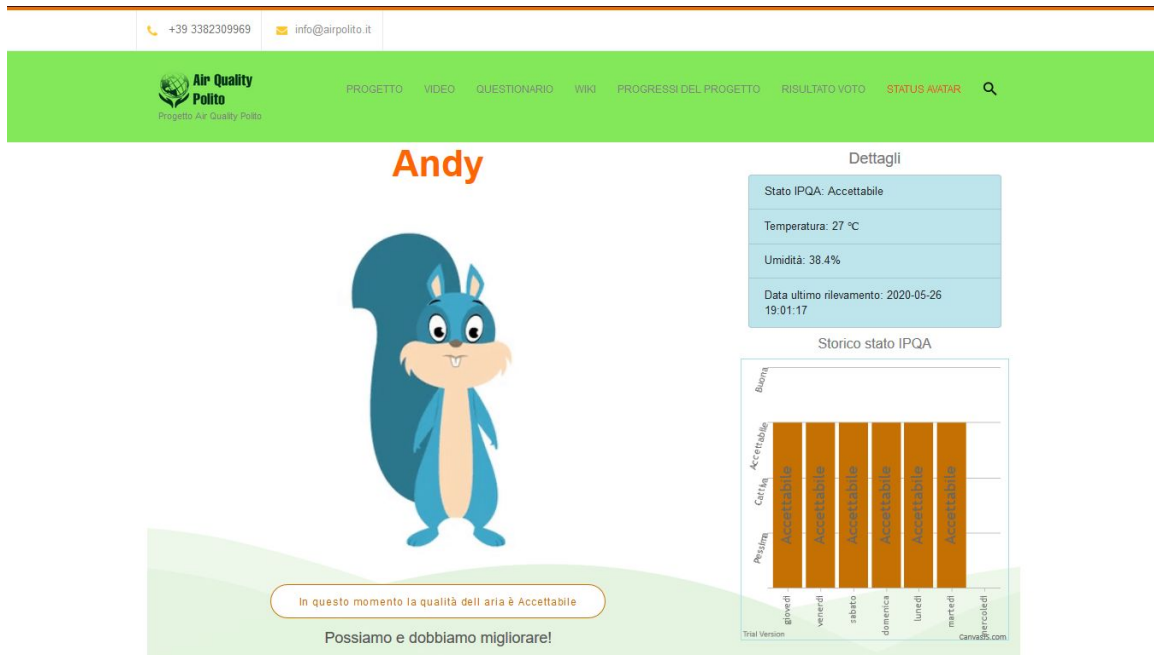 +39 3382309969 info@airpolito.it
Air Quality
Polito
Progetto Air Quality Polito
PROGETTO VIDEO QUESTIONARIO WIKI PROGRESSI DEL PROGETTO RISULTATO VOTO STATUS AVATAR
Andy
In questo momento la qualità dell aria è Accettabile
Possiamo e dobbiamo migliorare!
Dettagli
Stato IPQA: Accettabile
Temperatura: 27 °C
Umidità: 38.4%
Data ultimo rilevamento: 2020-05-26
19:01:17
Storico stato IPQA
Buona
Accettabile
Cattiva
Pessima
Accettabile
Accettabile
Accettabile
Accettabile
Accettabile
Accettabile
giovedì
venerdì
sabato
domenica
lunedì
martedì
mercoledì
Trial Version
CanvasJS.com